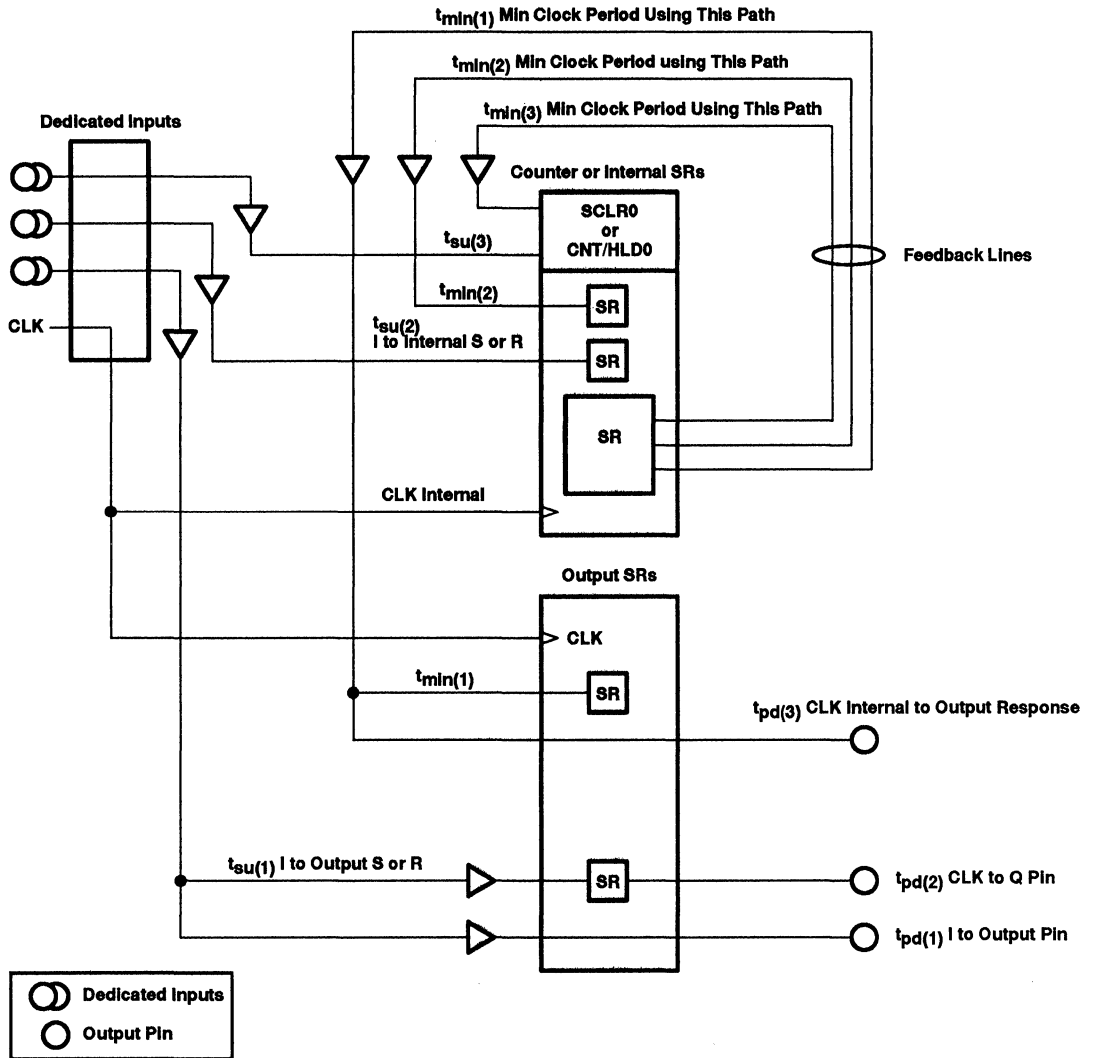 tmin(1) Min Clock Period Using This Path
tmin(2) Min Clock Period using This Path
tmin(3) Min Clock Period Using This Path
Dedicated Inputs
Counter or Internal SRs
SCLR0
or
CNT/HLD0
tsu(3)
Feedback Lines
tmin(2)
SR
CLK
tsu(2)
I to Internal S or R
SR
SR
CLK Internal
Output SRs
CLK
tmin(1)
SR
tpd(3) CLK Internal to Output Response
tsu(1) I to Output S or R
SR
tpd(2) CLK to Q Pin
tpd(1) I to Output Pin
Dedicated Inputs
Output Pin